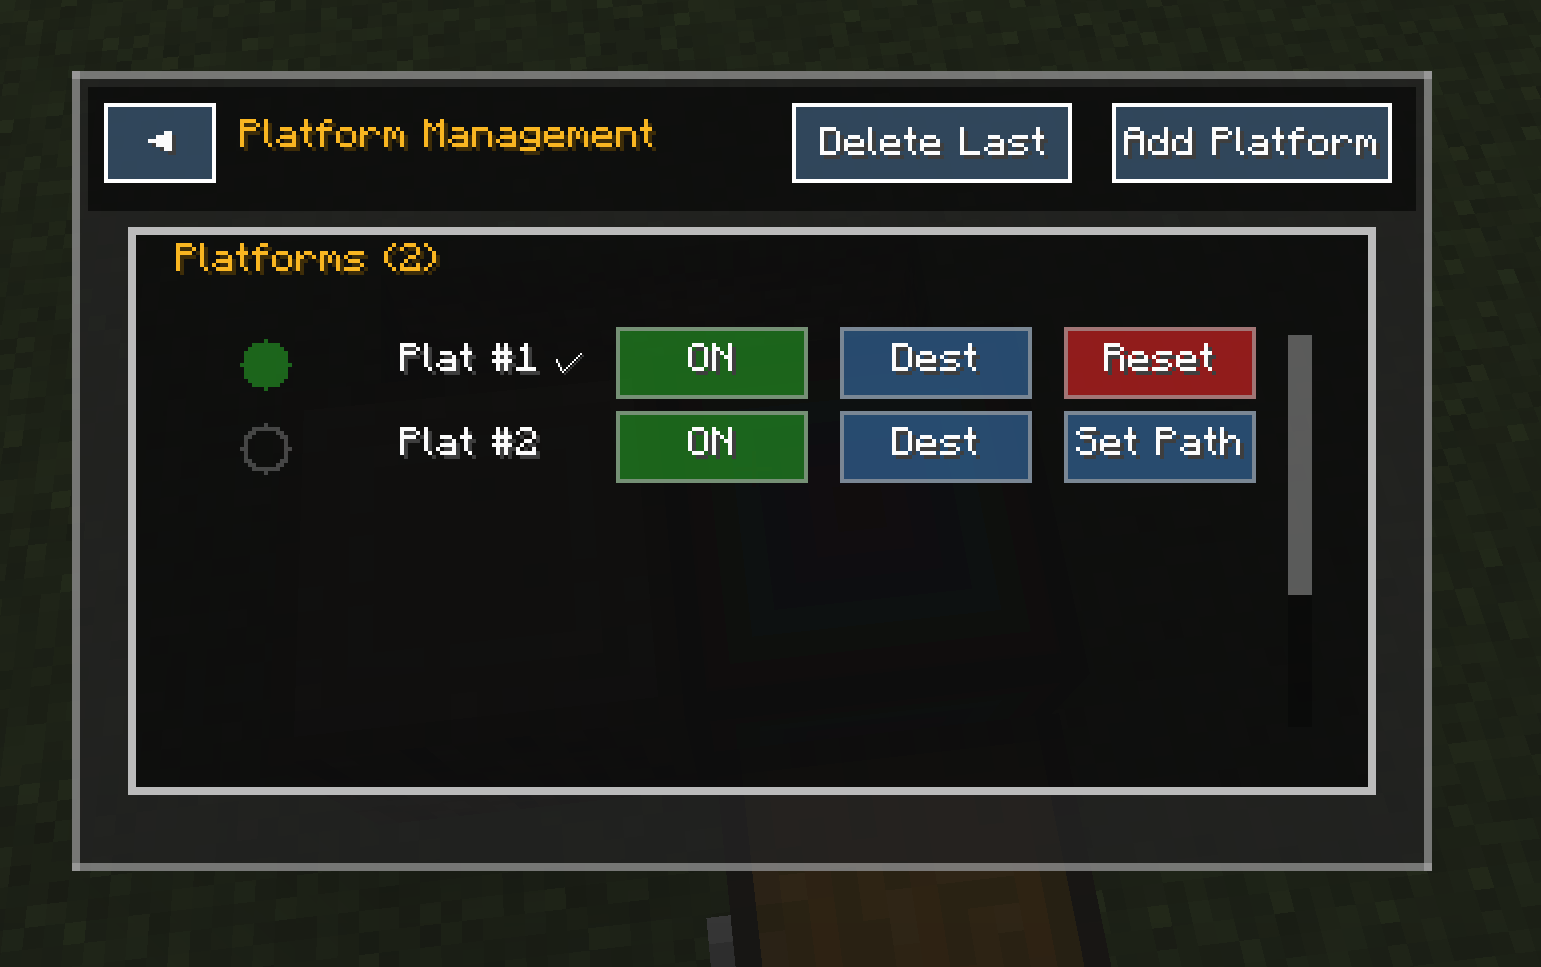 ◀ Platform Management Delete Last Add Platform
Platforms (2)
Plat #1 ✓ ON Dest Reset
Plat #2 ON Dest Set Path